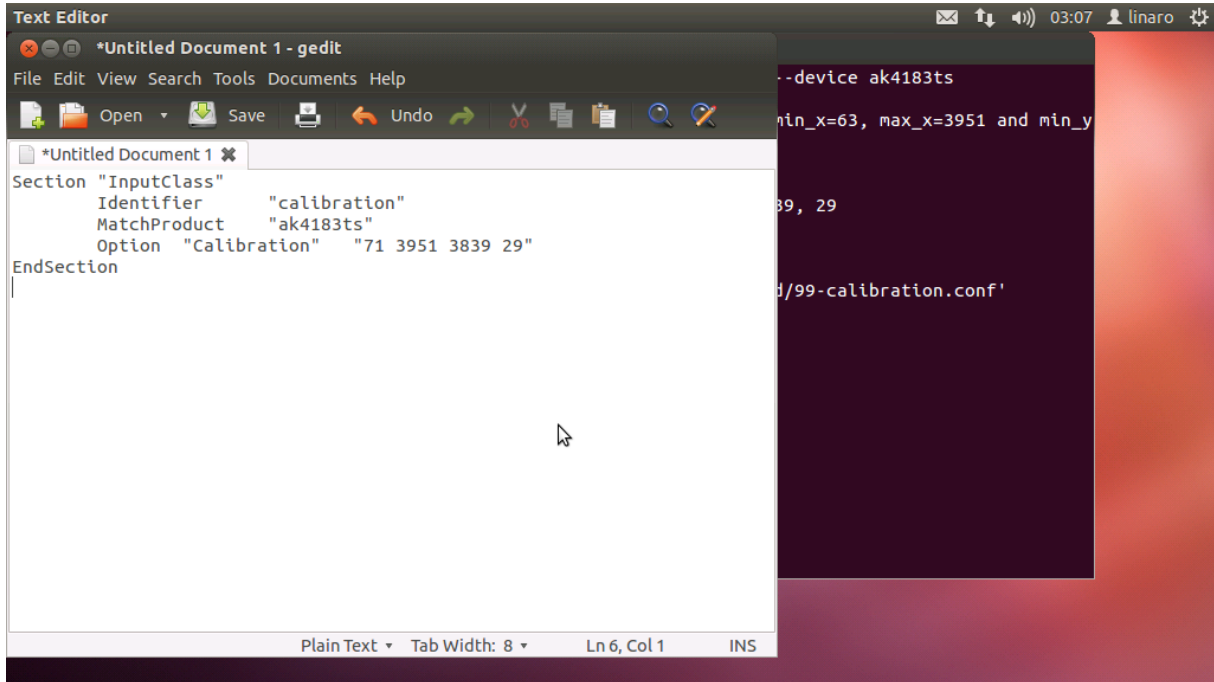 Text Editor 03:07 linaro
*Untitled Document 1 - gedit
File Edit View Search Tools Documents Help
Open Save Undo
*Untitled Document 1
Section "InputClass"
Identifier "calibration"
MatchProduct "ak4183ts"
Option "Calibration" "71 3951 3839 29"
EndSection
Plain Text Tab Width: 8 Ln 6, Col 1 INS
--device ak4183ts
min_x=63, max_x=3951 and min_y
39, 29
d/99-calibration.conf'